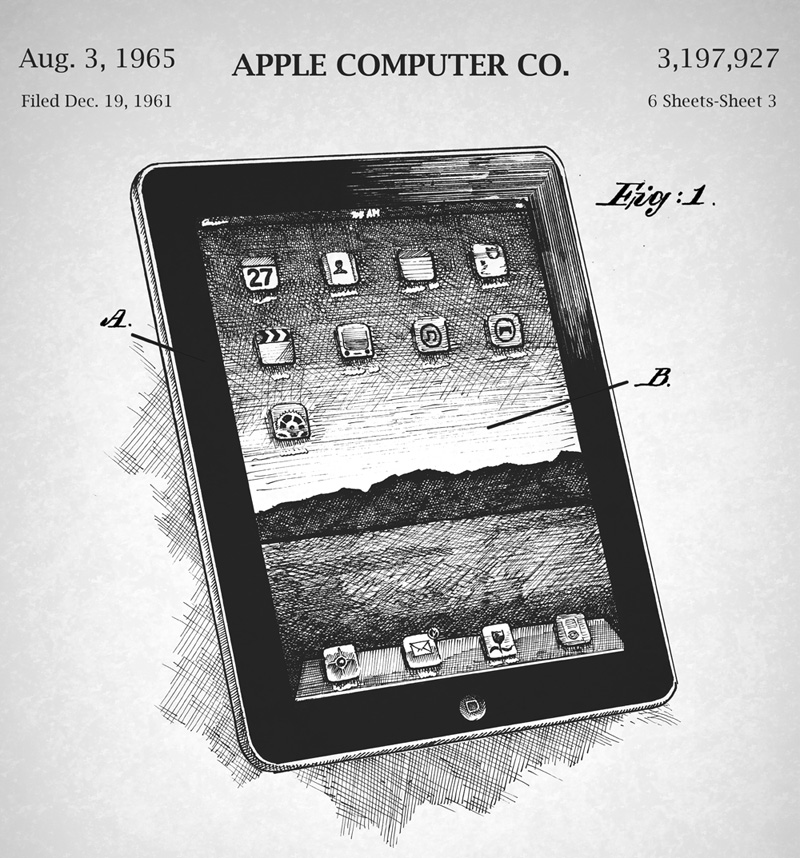 Aug. 3, 1965
APPLE COMPUTER CO.
3,197,927
Filed Dec. 19, 1961
6 Sheets-Sheet 3
Fig:1.
27
A.
B.